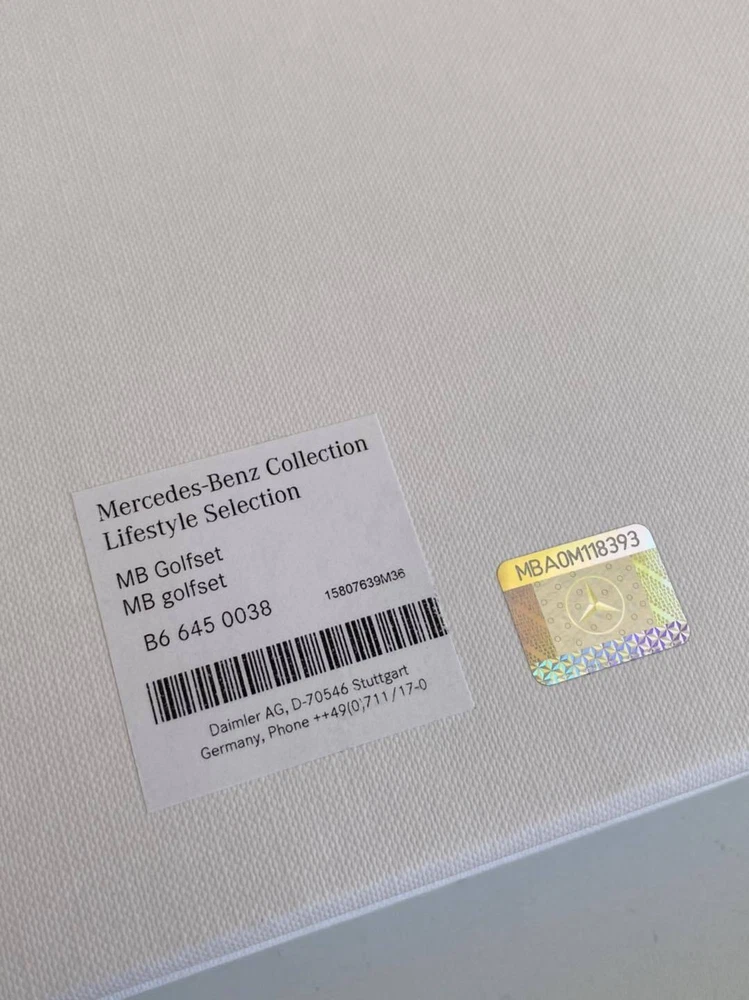 Mercedes-Benz Collection
Lifestyle Selection
MB Golfset
MB golfset
15807639M36
B6 645 0038
Daimler AG, D-70546 Stuttgart
Germany, Phone ++49(0)711/17-0
MBA0M118393